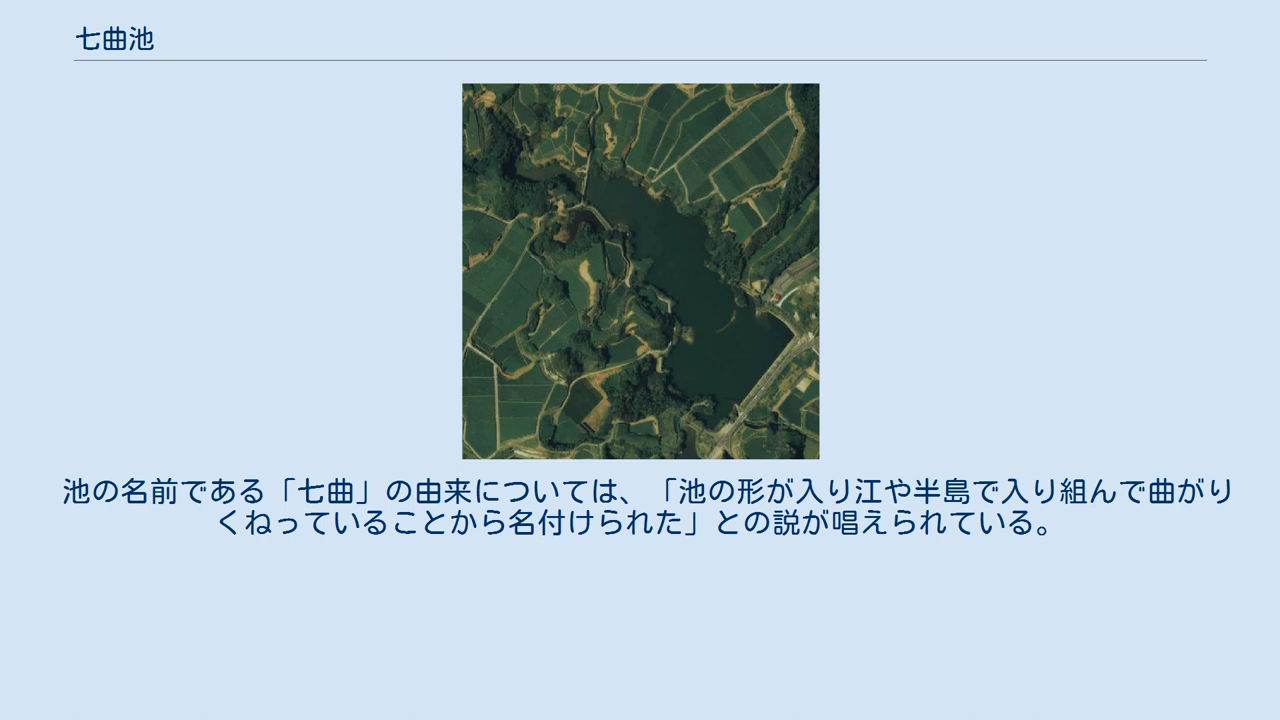 七曲池
池の名前である「七曲」の由来については、「池の形が入り江や半島で入り組んで曲がり
くねっていることから名付けられた」との説が唱えられている。